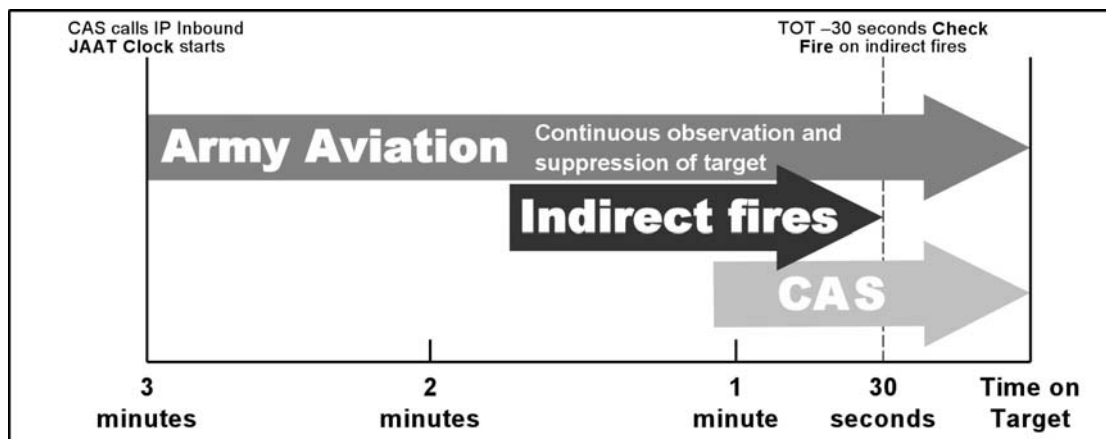 CAS calls IP Inbound
JAAT Clock starts
TOT –30 seconds Check
Fire on indirect fires
Army Aviation
Continuous observation and
suppression of target
Indirect fires
CAS
3
minutes
2
minutes
1
minute
30
seconds
Time on
Target